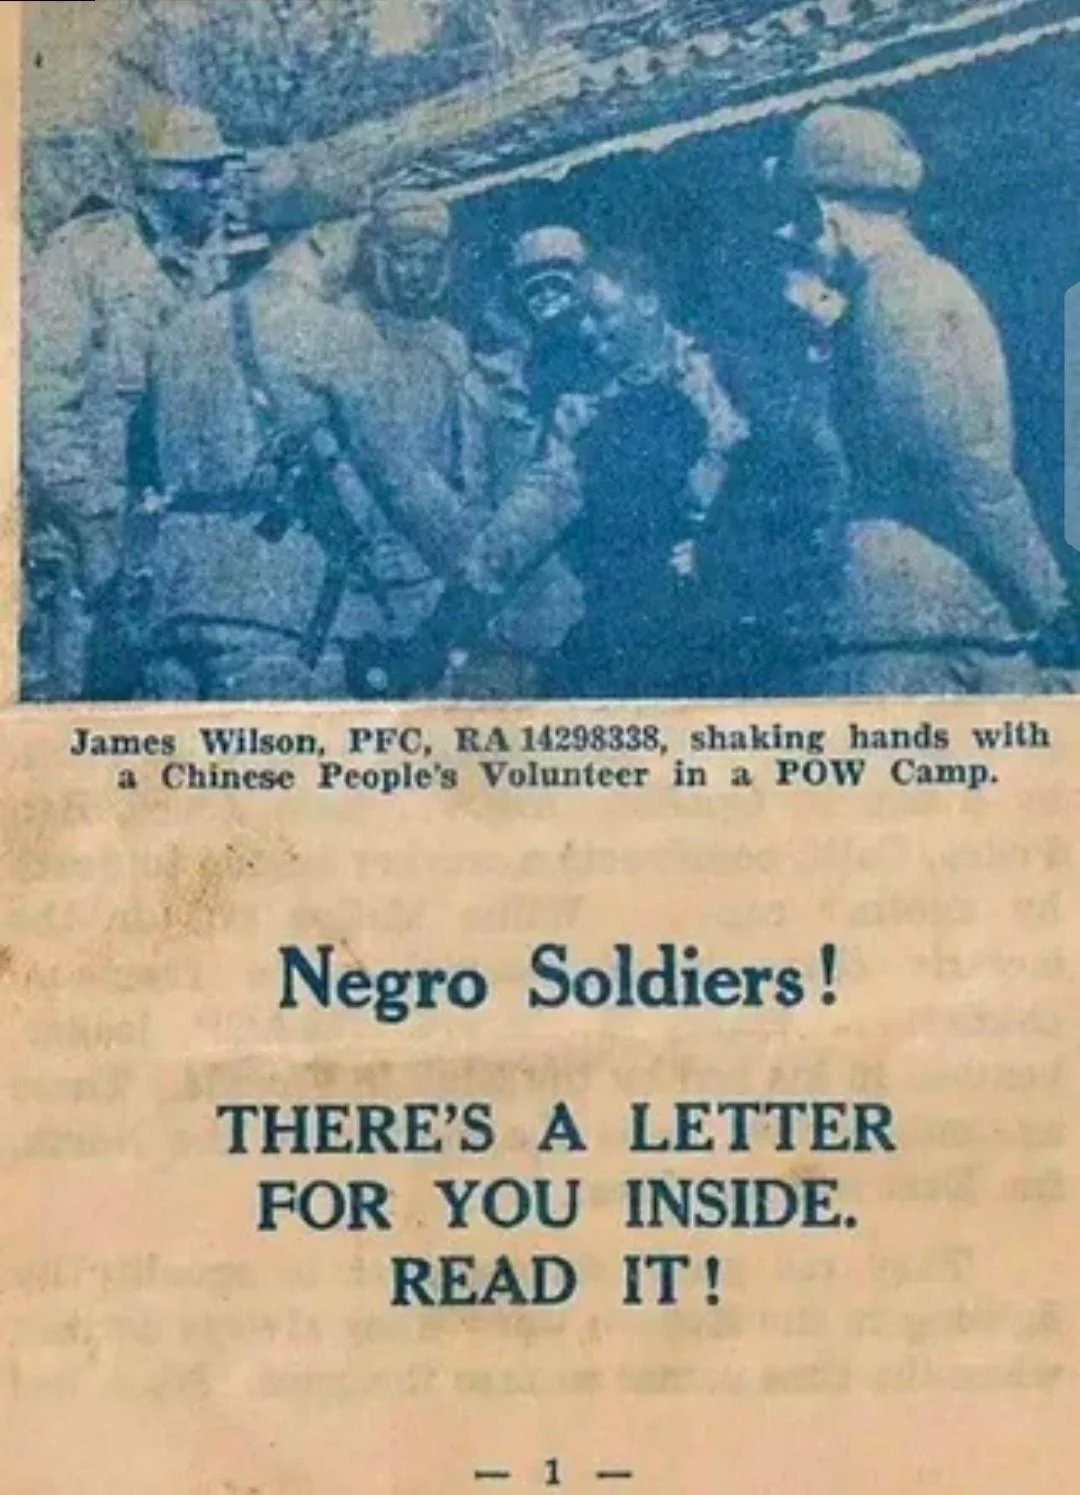 James Wilson, PFC, RA 14298338, shaking hands with
a Chinese People's Volunteer in a POW Camp.
Negro Soldiers!
THERE'S A LETTER
FOR YOU INSIDE.
READ IT!
— 1 —